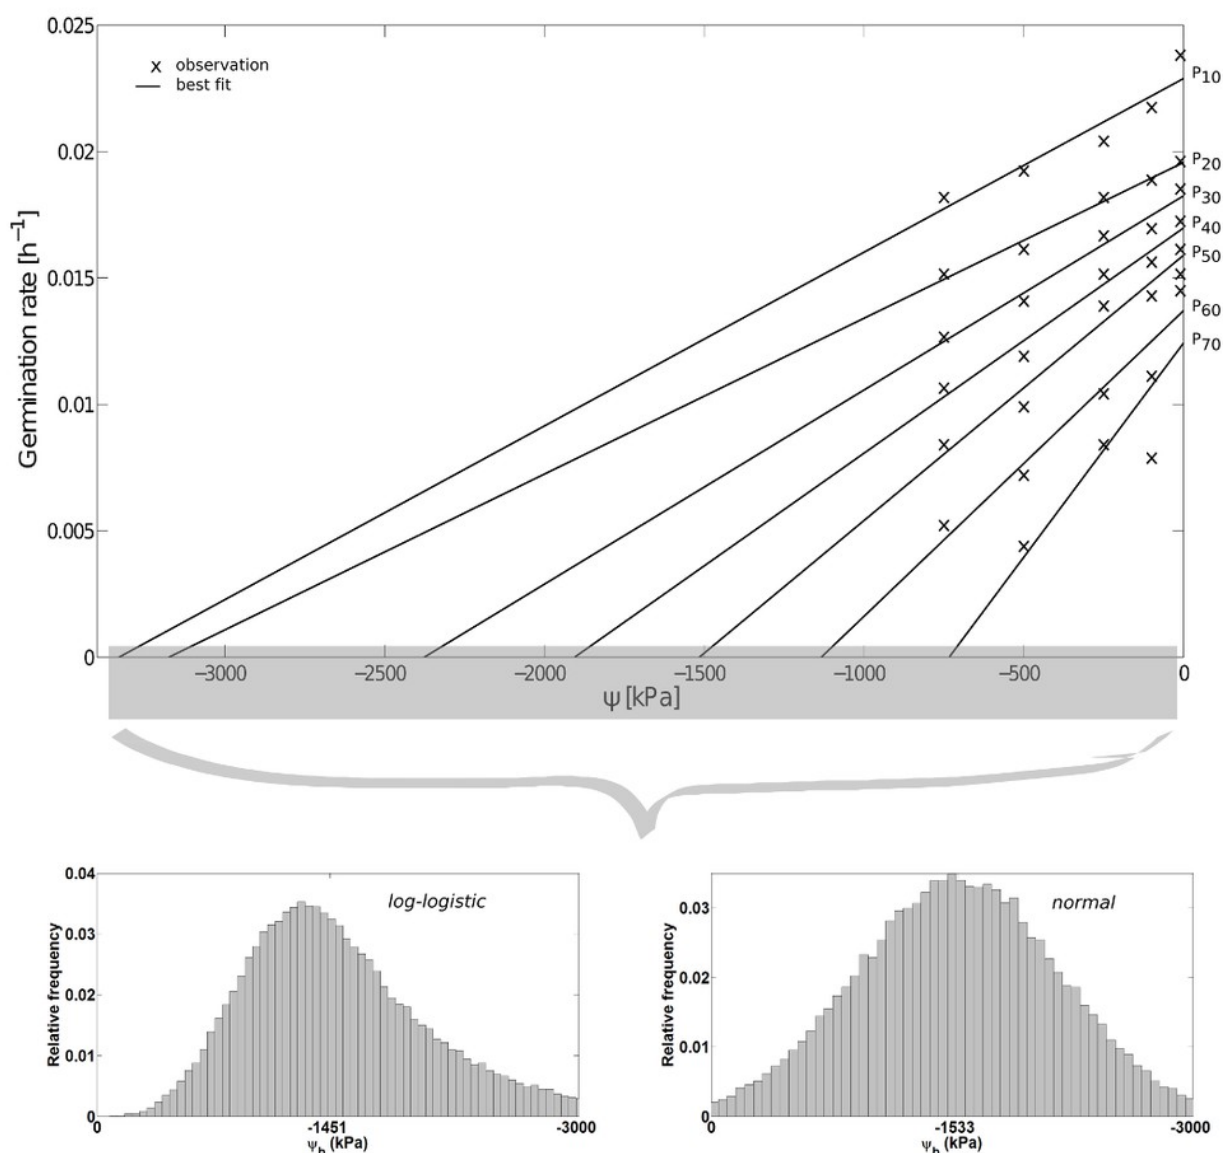 0.025
x observation
— best fit
P10
0.02
P20
P30
P40
0.015
P50
P60
P70
0.01
0.005
0
Germination rate [h⁻¹]
−3000 −2500 −2000 −1500 −1000 −500 0
ψ [kPa]
0.04
log-logistic
0.03
0.02
0.01
0
Relative frequency
0 -1451 -3000
ψb (kPa)
normal
0.03
0.02
0.01
0
Relative frequency
0 -1533 -3000
ψb (kPa)